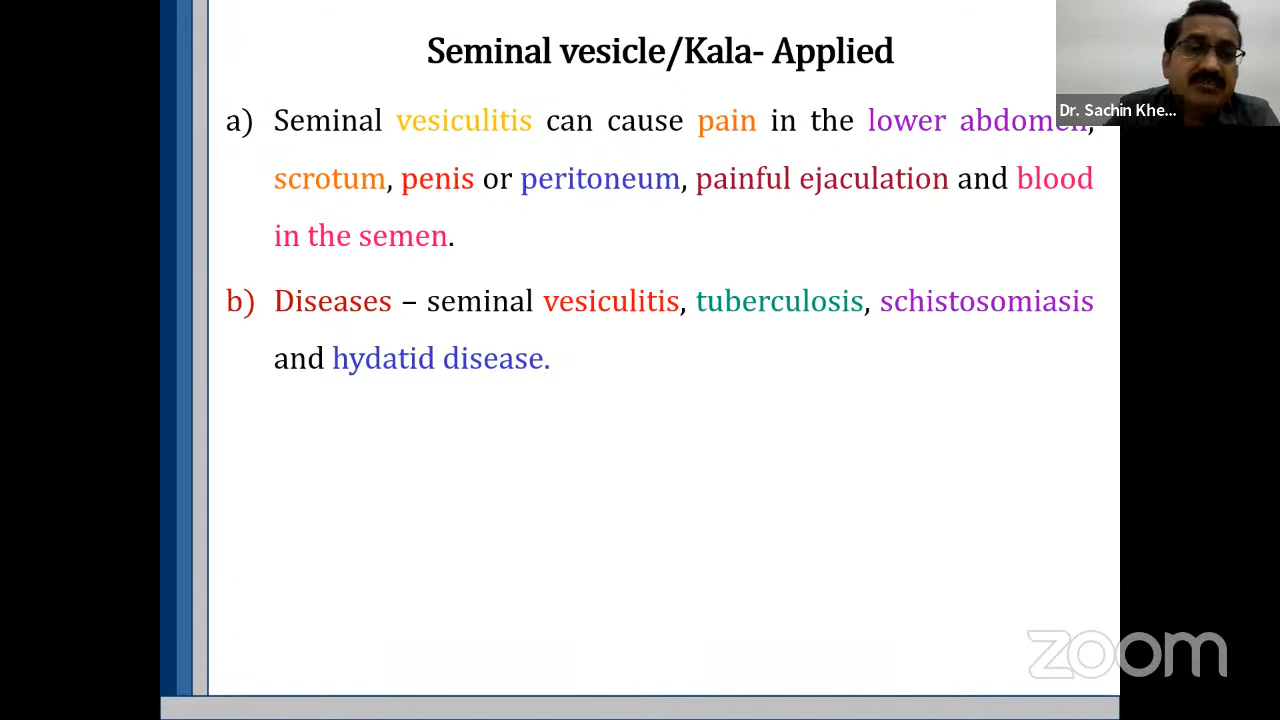 Seminal vesicle/Kala- Applied
Dr. Sachin Khe...
a) Seminal vesiculitis can cause pain in the lower abdomen,
scrotum, penis or peritoneum, painful ejaculation and blood
in the semen.
b) Diseases – seminal vesiculitis, tuberculosis, schistosomiasis
and hydatid disease.
zoom